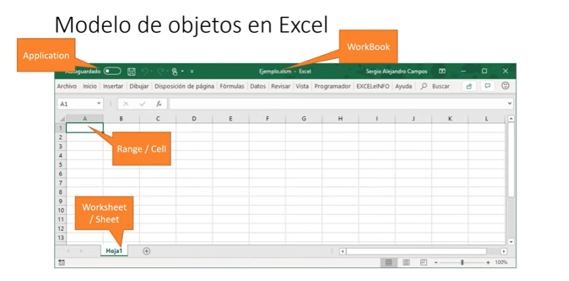 Modelo de objetos en Excel
WorkBook
Application
Autoguardado
Ejemplo.xlsm - Excel
Sergio Alejandro Campos
Archivo Inicio Insertar Dibujar Disposición de página Fórmulas Datos Revisar Vista Programador EXCELeINFO Ayuda Buscar
A1 fx
A B C D E F G H I J K L
1
2
Range / Cell
3
4
5
6
7
8
9
Worksheet
/ Sheet
10
11
12
13
Hoja1
100%